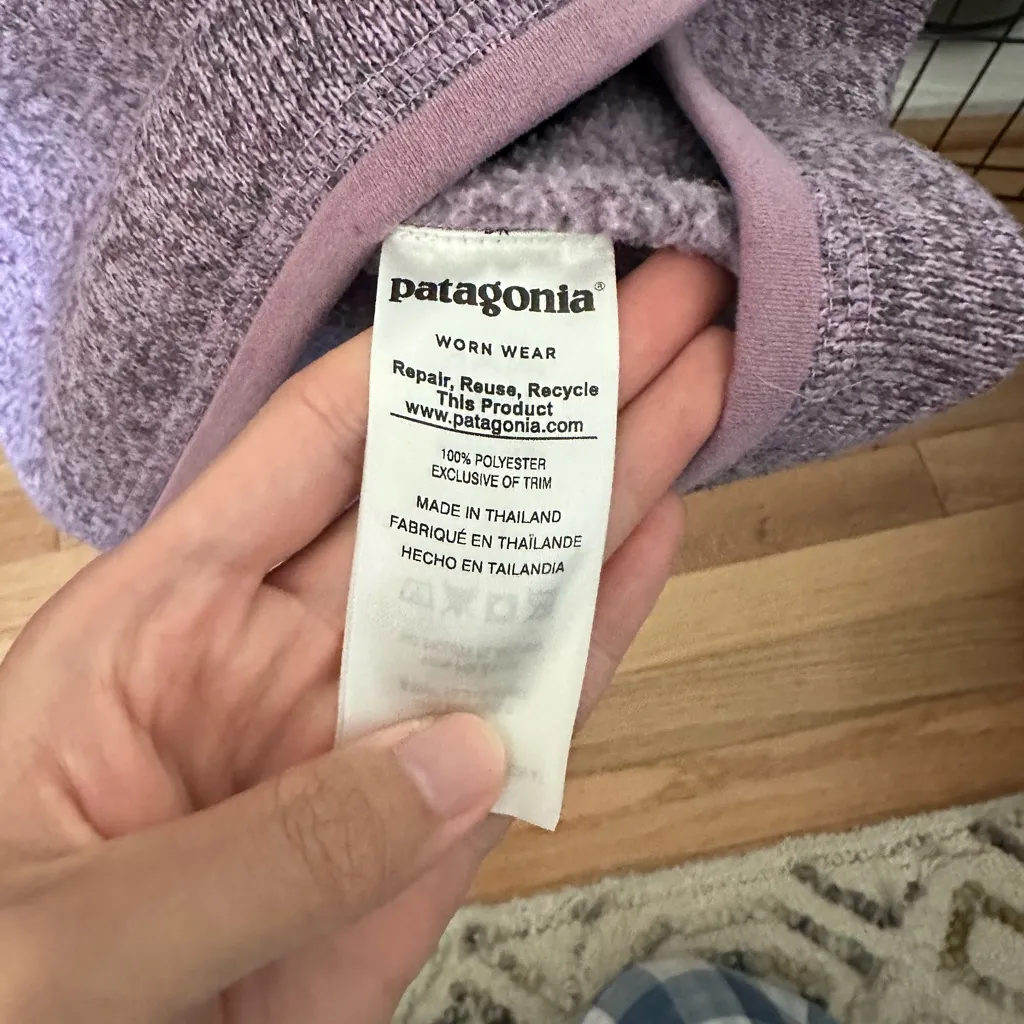 patagonia®
WORN WEAR
Repair, Reuse, Recycle
This Product
www.patagonia.com
100% POLYESTER
EXCLUSIVE OF TRIM
MADE IN THAILAND
FABRIQUÉ EN THAÏLANDE
HECHO EN TAILANDIA